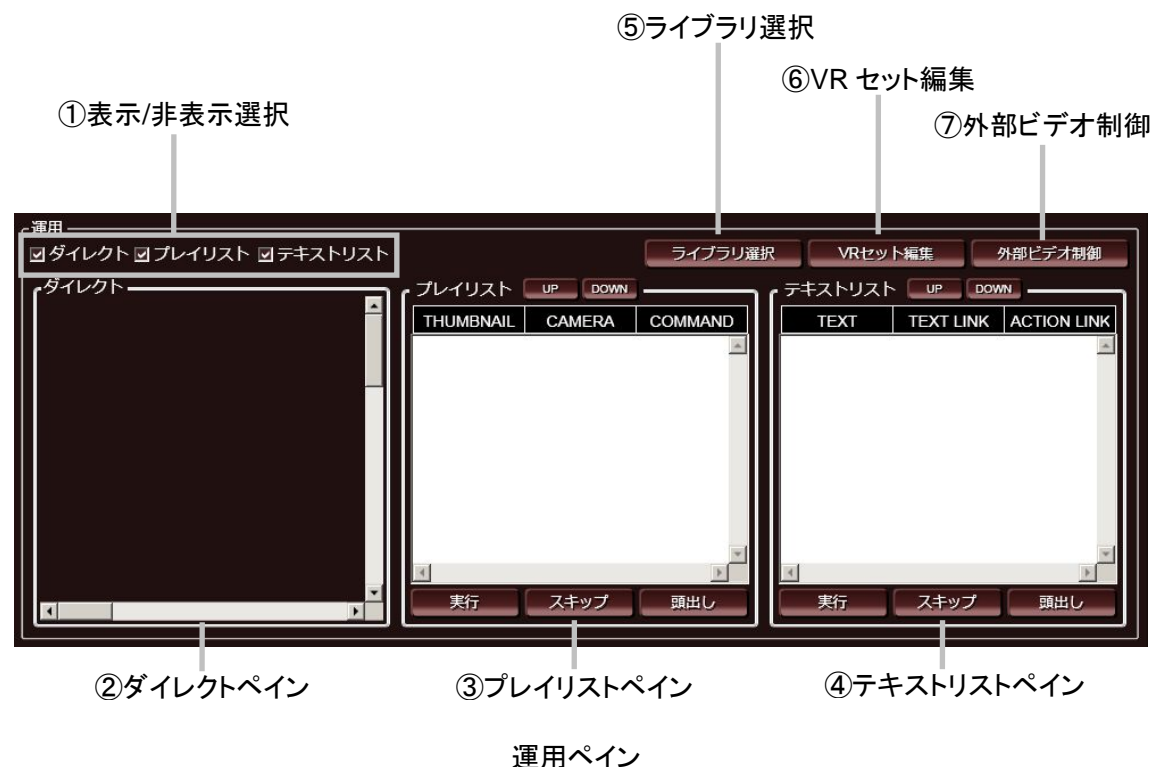 ⑤ライブラリ選択
⑥VR セット編集
①表示/非表示選択
⑦外部ビデオ制御
運用
ダイレクト プレイリスト テキストリスト
ライブラリ選択 VRセット編集 外部ビデオ制御
ダイレクト
プレイリスト UP DOWN
テキストリスト UP DOWN
THUMBNAIL CAMERA COMMAND
TEXT TEXT LINK ACTION LINK
実行 スキップ 頭出し
実行 スキップ 頭出し
②ダイレクトペイン
③プレイリストペイン
④テキストリストペイン
運用ペイン